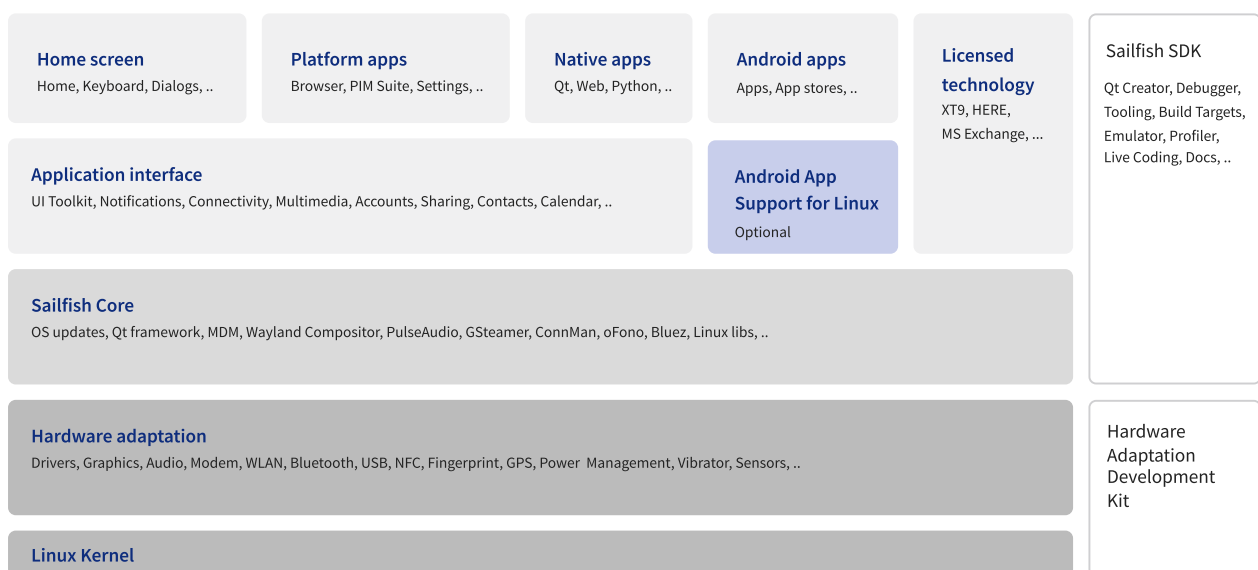 Home screen
Home, Keyboard, Dialogs, ..
Platform apps
Browser, PIM Suite, Settings, ..
Native apps
Qt, Web, Python, ..
Android apps
Apps, App stores, ..
Licensed
technology
XT9, HERE,
MS Exchange, ...
Sailfish SDK
Qt Creator, Debugger,
Tooling, Build Targets,
Emulator, Profiler,
Live Coding, Docs, ..
Application interface
UI Toolkit, Notifications, Connectivity, Multimedia, Accounts, Sharing, Contacts, Calendar, ..
Android App
Support for Linux
Optional
Sailfish Core
OS updates, Qt framework, MDM, Wayland Compositor, PulseAudio, GSteamer, ConnMan, oFono, Bluez, Linux libs, ..
Hardware adaptation
Drivers, Graphics, Audio, Modem, WLAN, Bluetooth, USB, NFC, Fingerprint, GPS, Power  Management, Vibrator, Sensors, ..
Hardware
Adaptation
Development
Kit
Linux Kernel